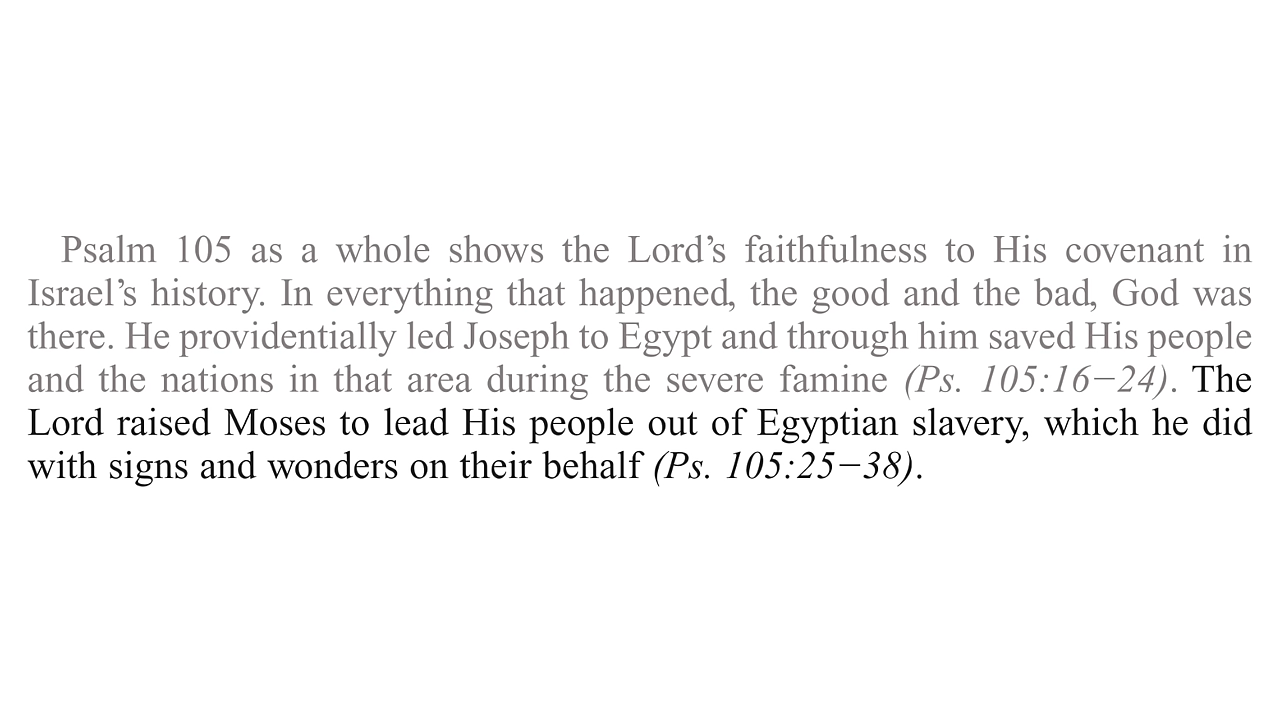 Psalm 105 as a whole shows the Lord’s faithfulness to His covenant in
Israel’s history. In everything that happened, the good and the bad, God was
there. He providentially led Joseph to Egypt and through him saved His people
and the nations in that area during the severe famine (Ps. 105:16–24). The
Lord raised Moses to lead His people out of Egyptian slavery, which he did
with signs and wonders on their behalf (Ps. 105:25–38).